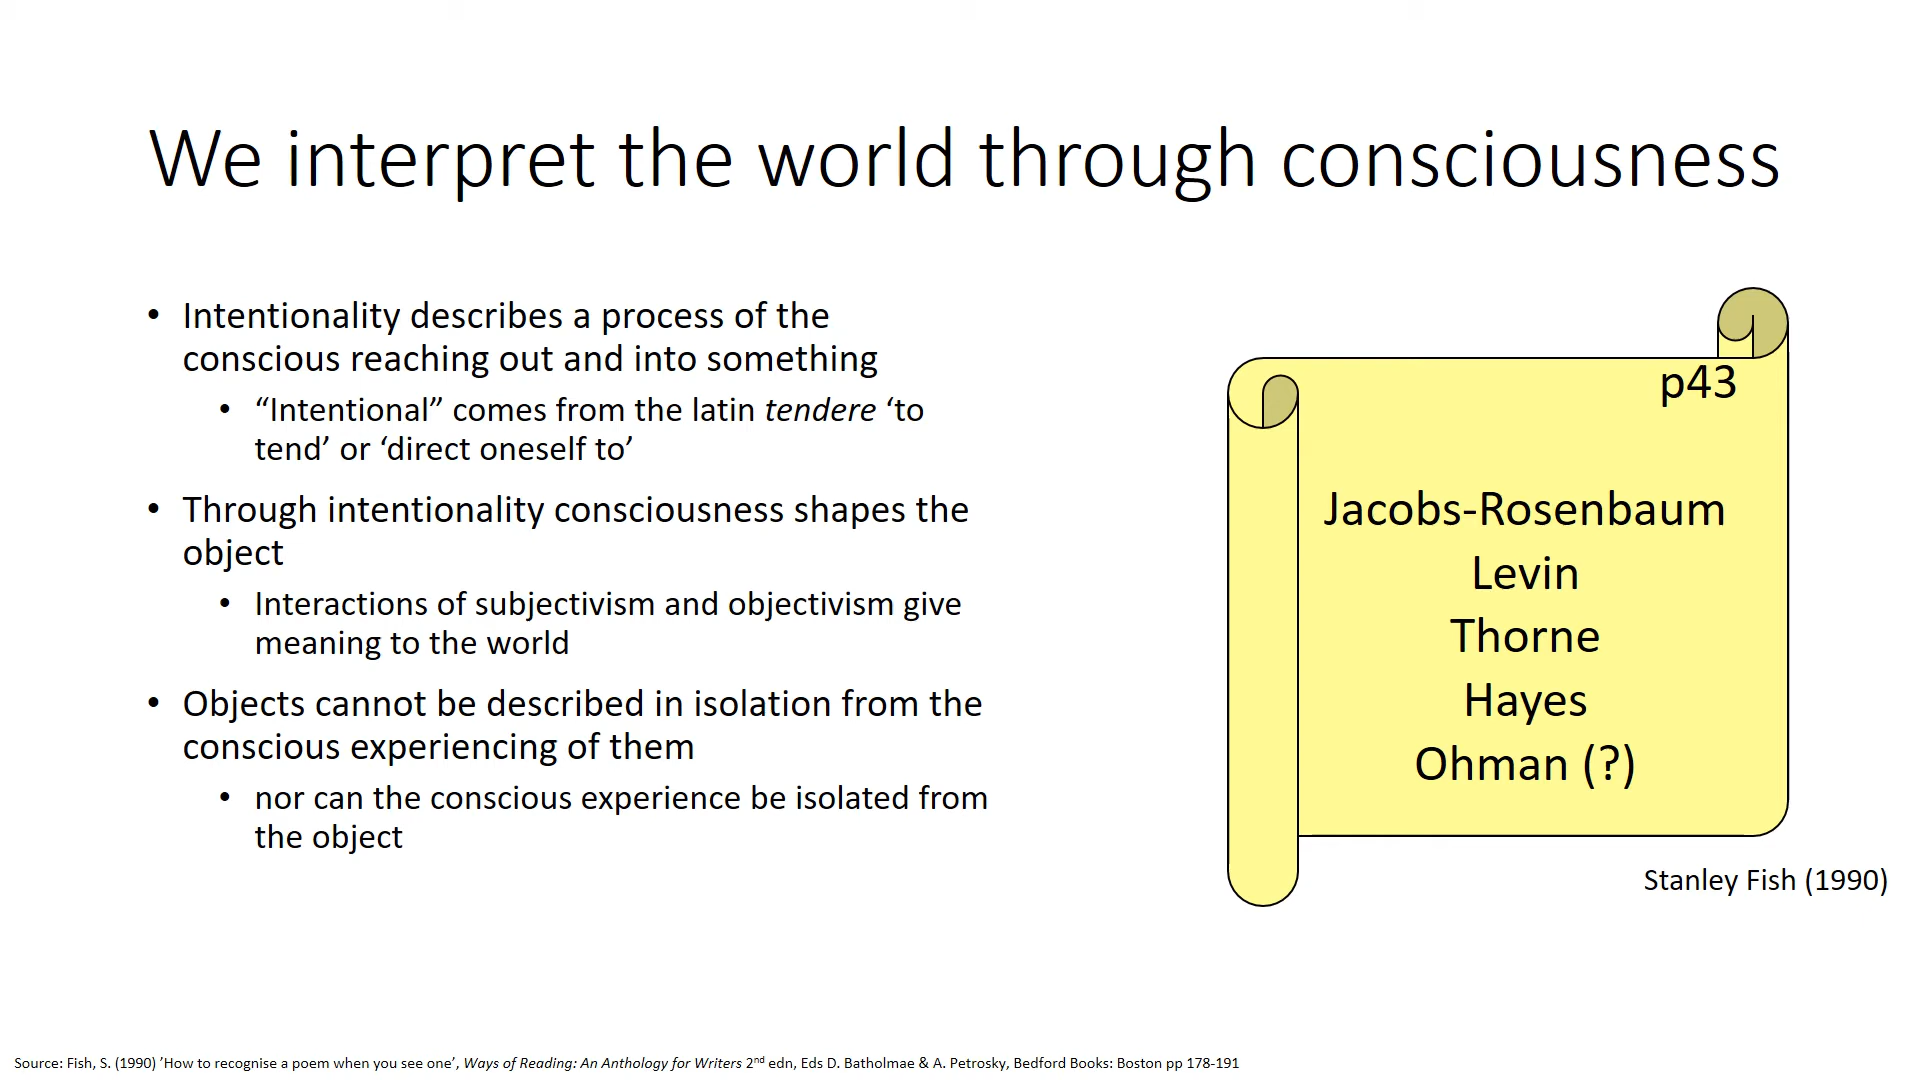 We interpret the world through consciousness
• Intentionality describes a process of the
conscious reaching out and into something
• “Intentional” comes from the latin tendere ‘to
tend’ or ‘direct oneself to’
• Through intentionality consciousness shapes the
object
• Interactions of subjectivism and objectivism give
meaning to the world
• Objects cannot be described in isolation from the
conscious experiencing of them
• nor can the conscious experience be isolated from
the object
p43
Jacobs-Rosenbaum
Levin
Thorne
Hayes
Ohman (?)
Stanley Fish (1990)
Source: Fish, S. (1990) ’How to recognise a poem when you see one’, Ways of Reading: An Anthology for Writers 2nd edn, Eds D. Batholmae & A. Petrosky, Bedford Books: Boston pp 178-191